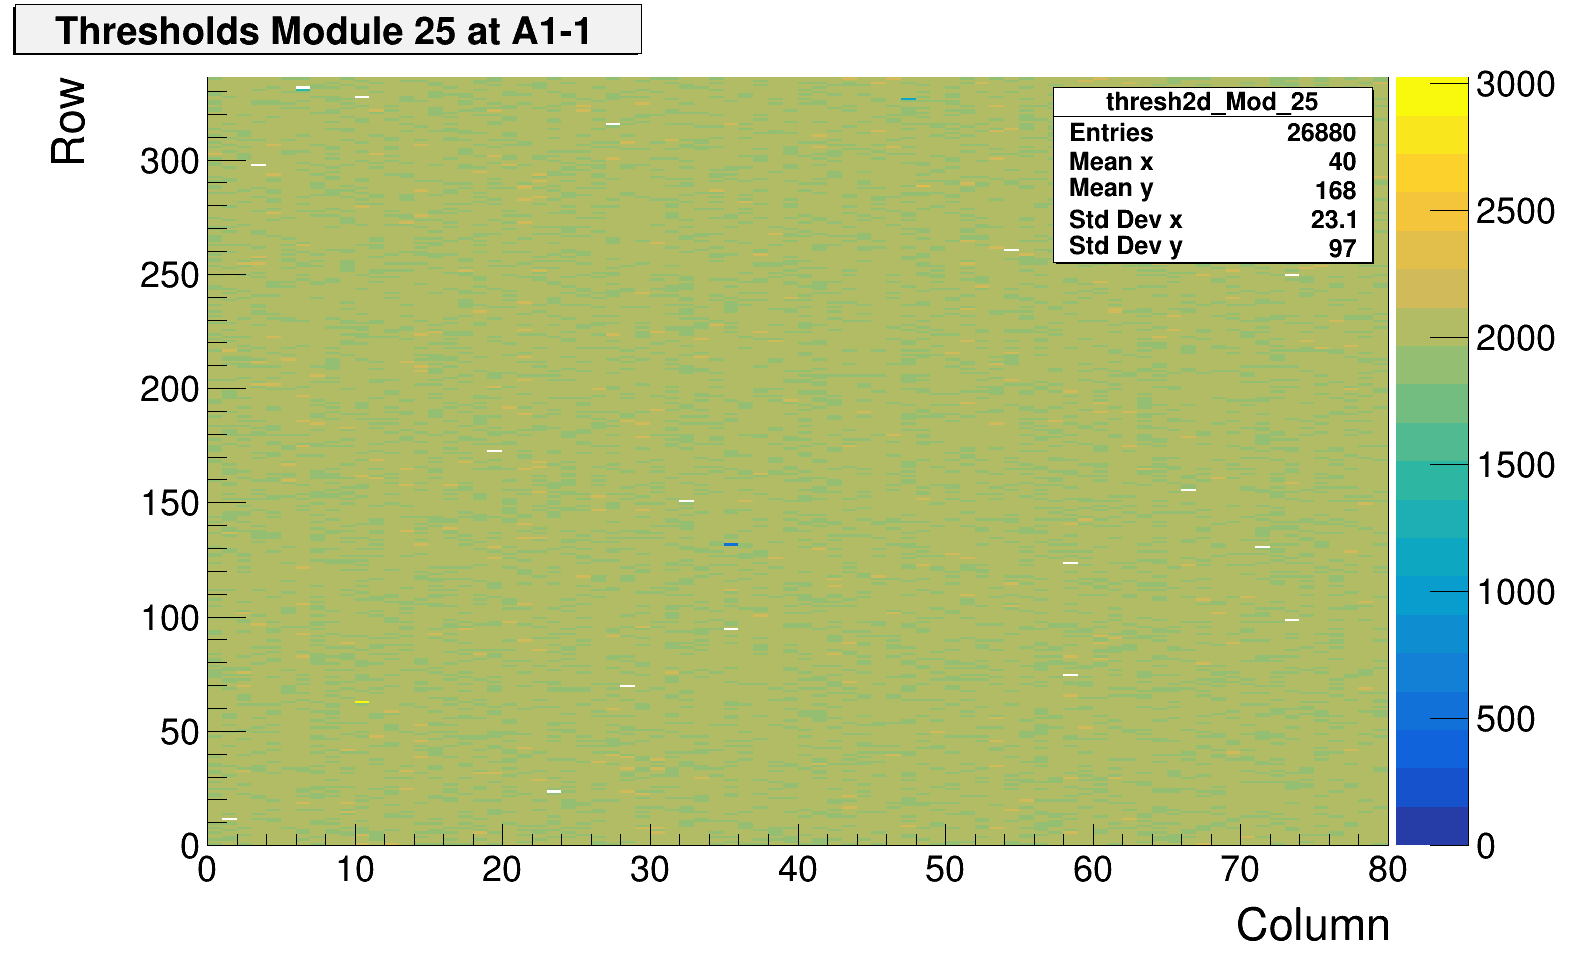 Thresholds Module 25 at A1-1
Row
thresh2d_Mod_25
Entries 26880
Mean x 40
Mean y 168
Std Dev x 23.1
Std Dev y 97
300
250
200
150
100
50
0
0 10 20 30 40 50 60 70 80
Column
3000
2500
2000
1500
1000
500
0